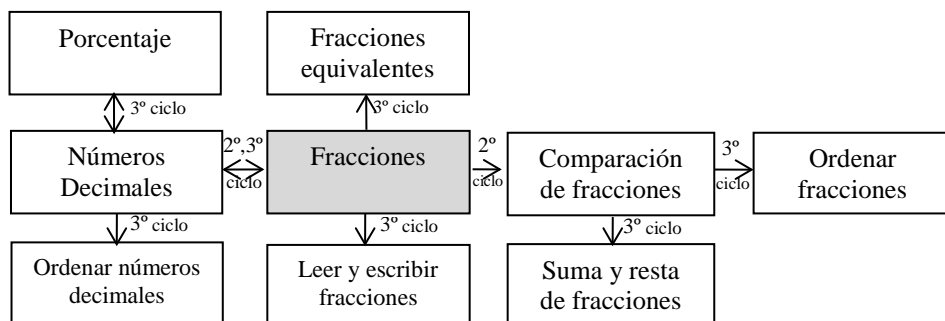 Porcentaje
Fracciones
equivalentes
3º ciclo
3º ciclo
Números
Decimales
2º,3º
ciclo
Fracciones
2º
ciclo
Comparación
de fracciones
3º
ciclo
Ordenar
fracciones
3º ciclo
3º ciclo
3º ciclo
Ordenar números
decimales
Leer y escribir
fracciones
Suma y resta
de fracciones